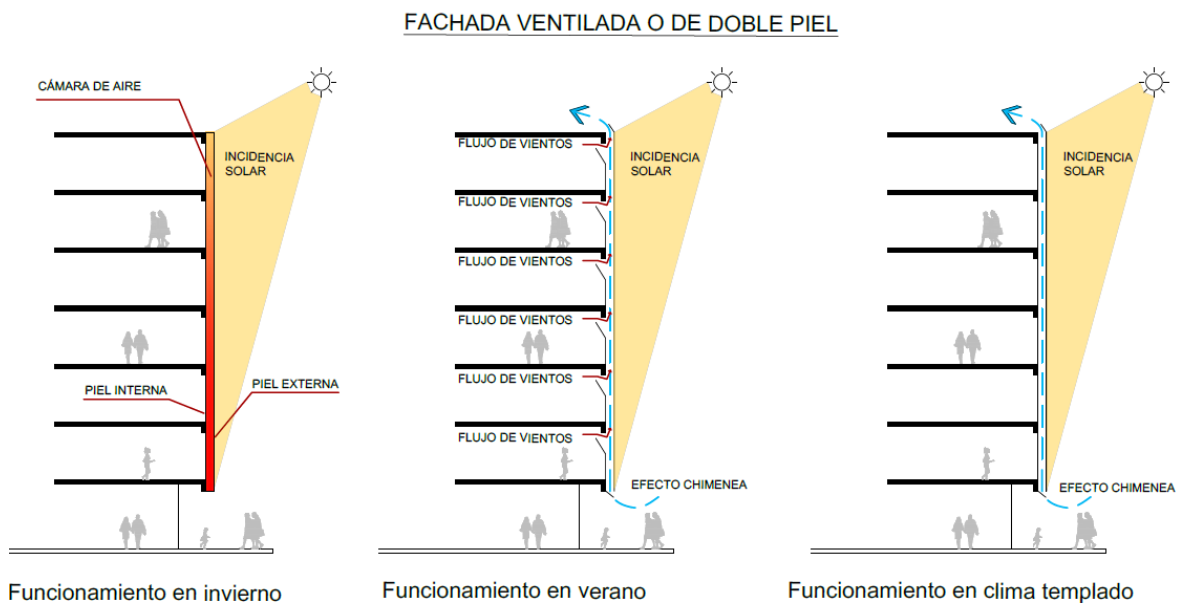 FACHADA VENTILADA O DE DOBLE PIEL
CÁMARA DE AIRE
INCIDENCIA
SOLAR
PIEL INTERNA
PIEL EXTERNA
Funcionamiento en invierno
FLUJO DE VIENTOS
INCIDENCIA
SOLAR
FLUJO DE VIENTOS
FLUJO DE VIENTOS
FLUJO DE VIENTOS
FLUJO DE VIENTOS
FLUJO DE VIENTOS
EFECTO CHIMENEA
Funcionamiento en verano
INCIDENCIA
SOLAR
EFECTO CHIMENEA
Funcionamiento en clima templado